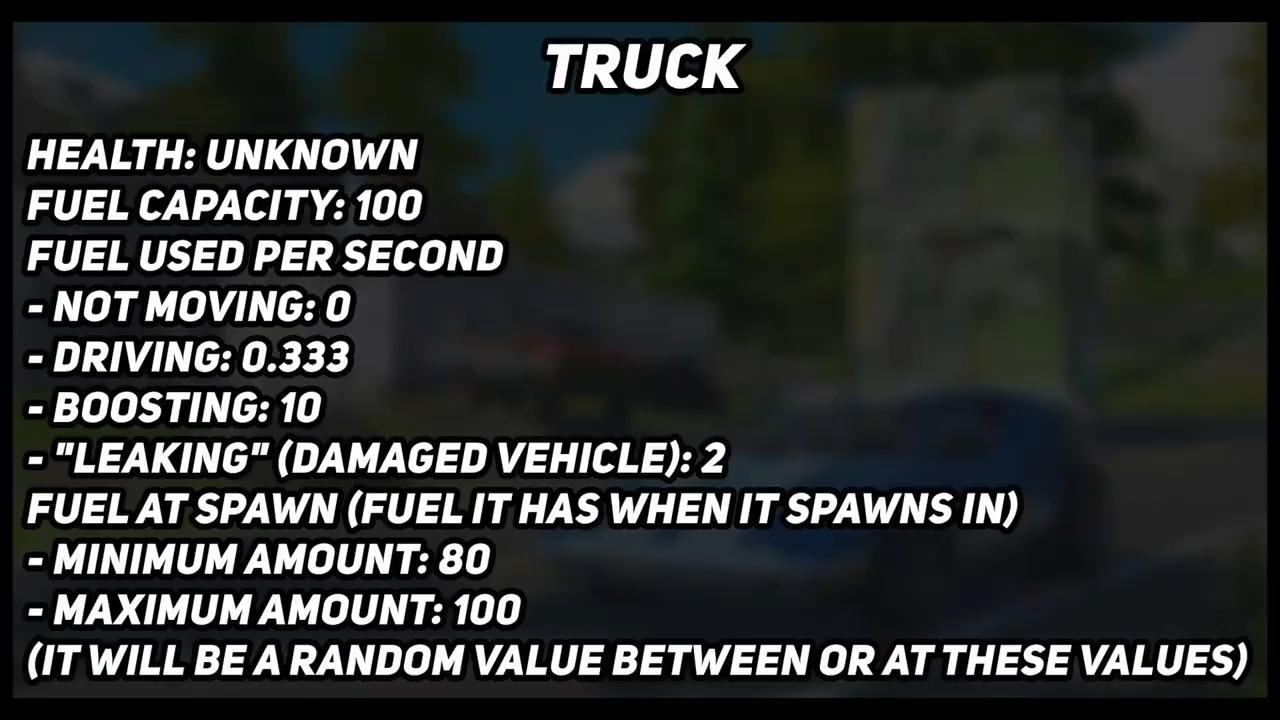 TRUCK
HEALTH: UNKNOWN
FUEL CAPACITY: 100
FUEL USED PER SECOND
- NOT MOVING: 0
- DRIVING: 0.333
- BOOSTING: 10
- "LEAKING" (DAMAGED VEHICLE): 2
FUEL AT SPAWN (FUEL IT HAS WHEN IT SPAWNS IN)
- MINIMUM AMOUNT: 80
- MAXIMUM AMOUNT: 100
(IT WILL BE A RANDOM VALUE BETWEEN OR AT THESE VALUES)